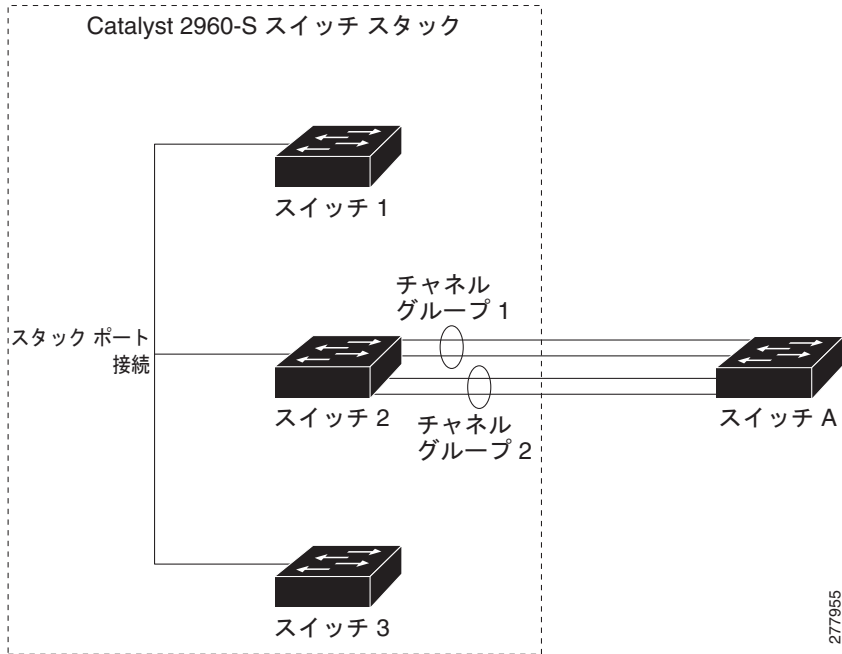 Catalyst 2960-S スイッチ スタック
スイッチ 1
チャネル
グループ 1
スタック ポート
接続
スイッチ 2
チャネル
グループ 2
スイッチ A
スイッチ 3
277955